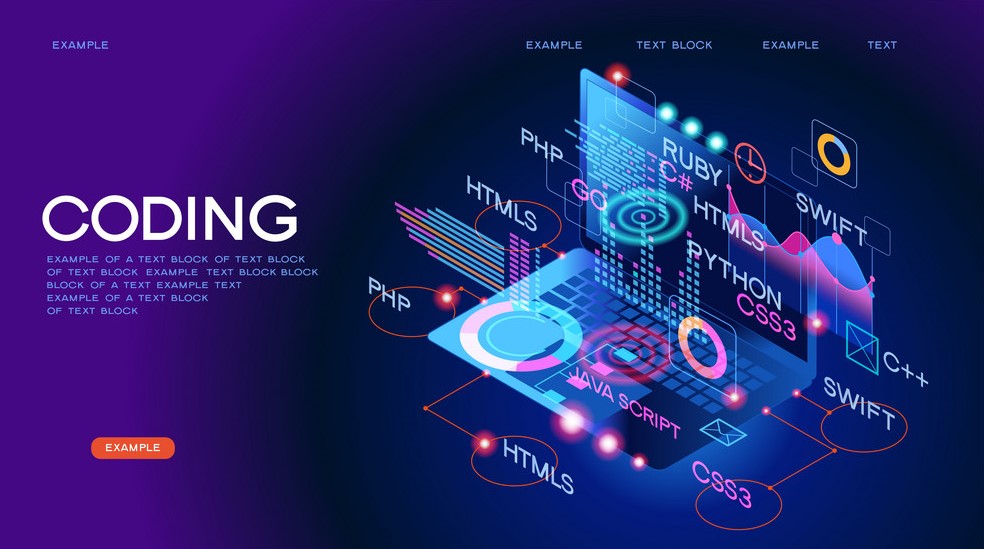 EXAMPLE
EXAMPLE
TEXT BLOCK
EXAMPLE
TEXT
CODING
EXAMPLE OF A TEXT BLOCK OF TEXT BLOCK
OF TEXT BLOCK EXAMPLE TEXT BLOCK BLOCK
BLOCK OF A TEXT EXAMPLE TEXT
EXAMPLE OF A TEXT BLOCK
OF TEXT BLOCK
EXAMPLE
PHP
RUBY
C#
GO
HTMLS
HTMLS
SWIFT
PYTHON
CSS3
PHP
C++
JAVA SCRIPT
SWIFT
HTMLS
CSS3